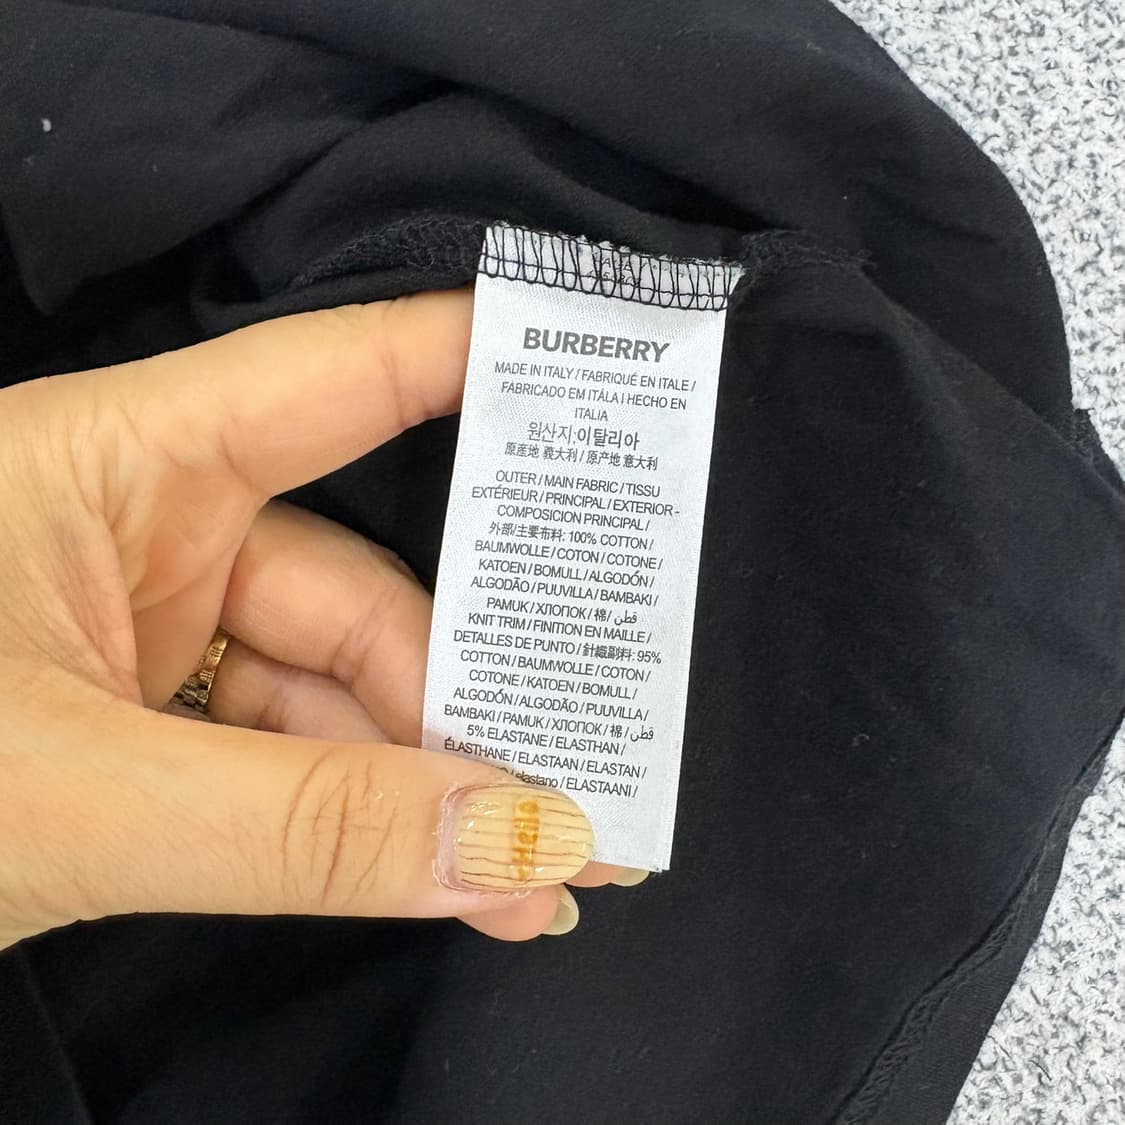 BURBERRY
MADE IN ITALY / FABRIQUÉ EN ITALE /
FABRICADO EM ITÁLA I HECHO EN
ITALIA
원산지:이탈리아
原産地 義大利 / 原产地 意大利
OUTER / MAIN FABRIC / TISSU
EXTÉRIEUR / PRINCIPAL / EXTERIOR -
COMPOSICION PRINCIPAL /
外部/主要布料: 100% COTTON /
BAUMWOLLE / COTON / COTONE /
KATOEN / BOMULL / ALGODÓN /
ALGODÃO / PUUVILLA / BAMBAKI /
PAMUK / ХЛОПОК / 棉 / قطن
KNIT TRIM / FINITION EN MAILLE /
DETALLES DE PUNTO / 針織副料: 95%
COTTON / BAUMWOLLE / COTON /
COTONE / KATOEN / BOMULL /
ALGODÓN / ALGODÃO / PUUVILLA /
BAMBAKI / PAMUK / ХЛОПОК / 棉 / قطن
5% ELASTANE / ELASTHAN /
ÉLASTHANE / ELASTAAN / ELASTAN /
/ elastano / ELASTAANI /
Hello